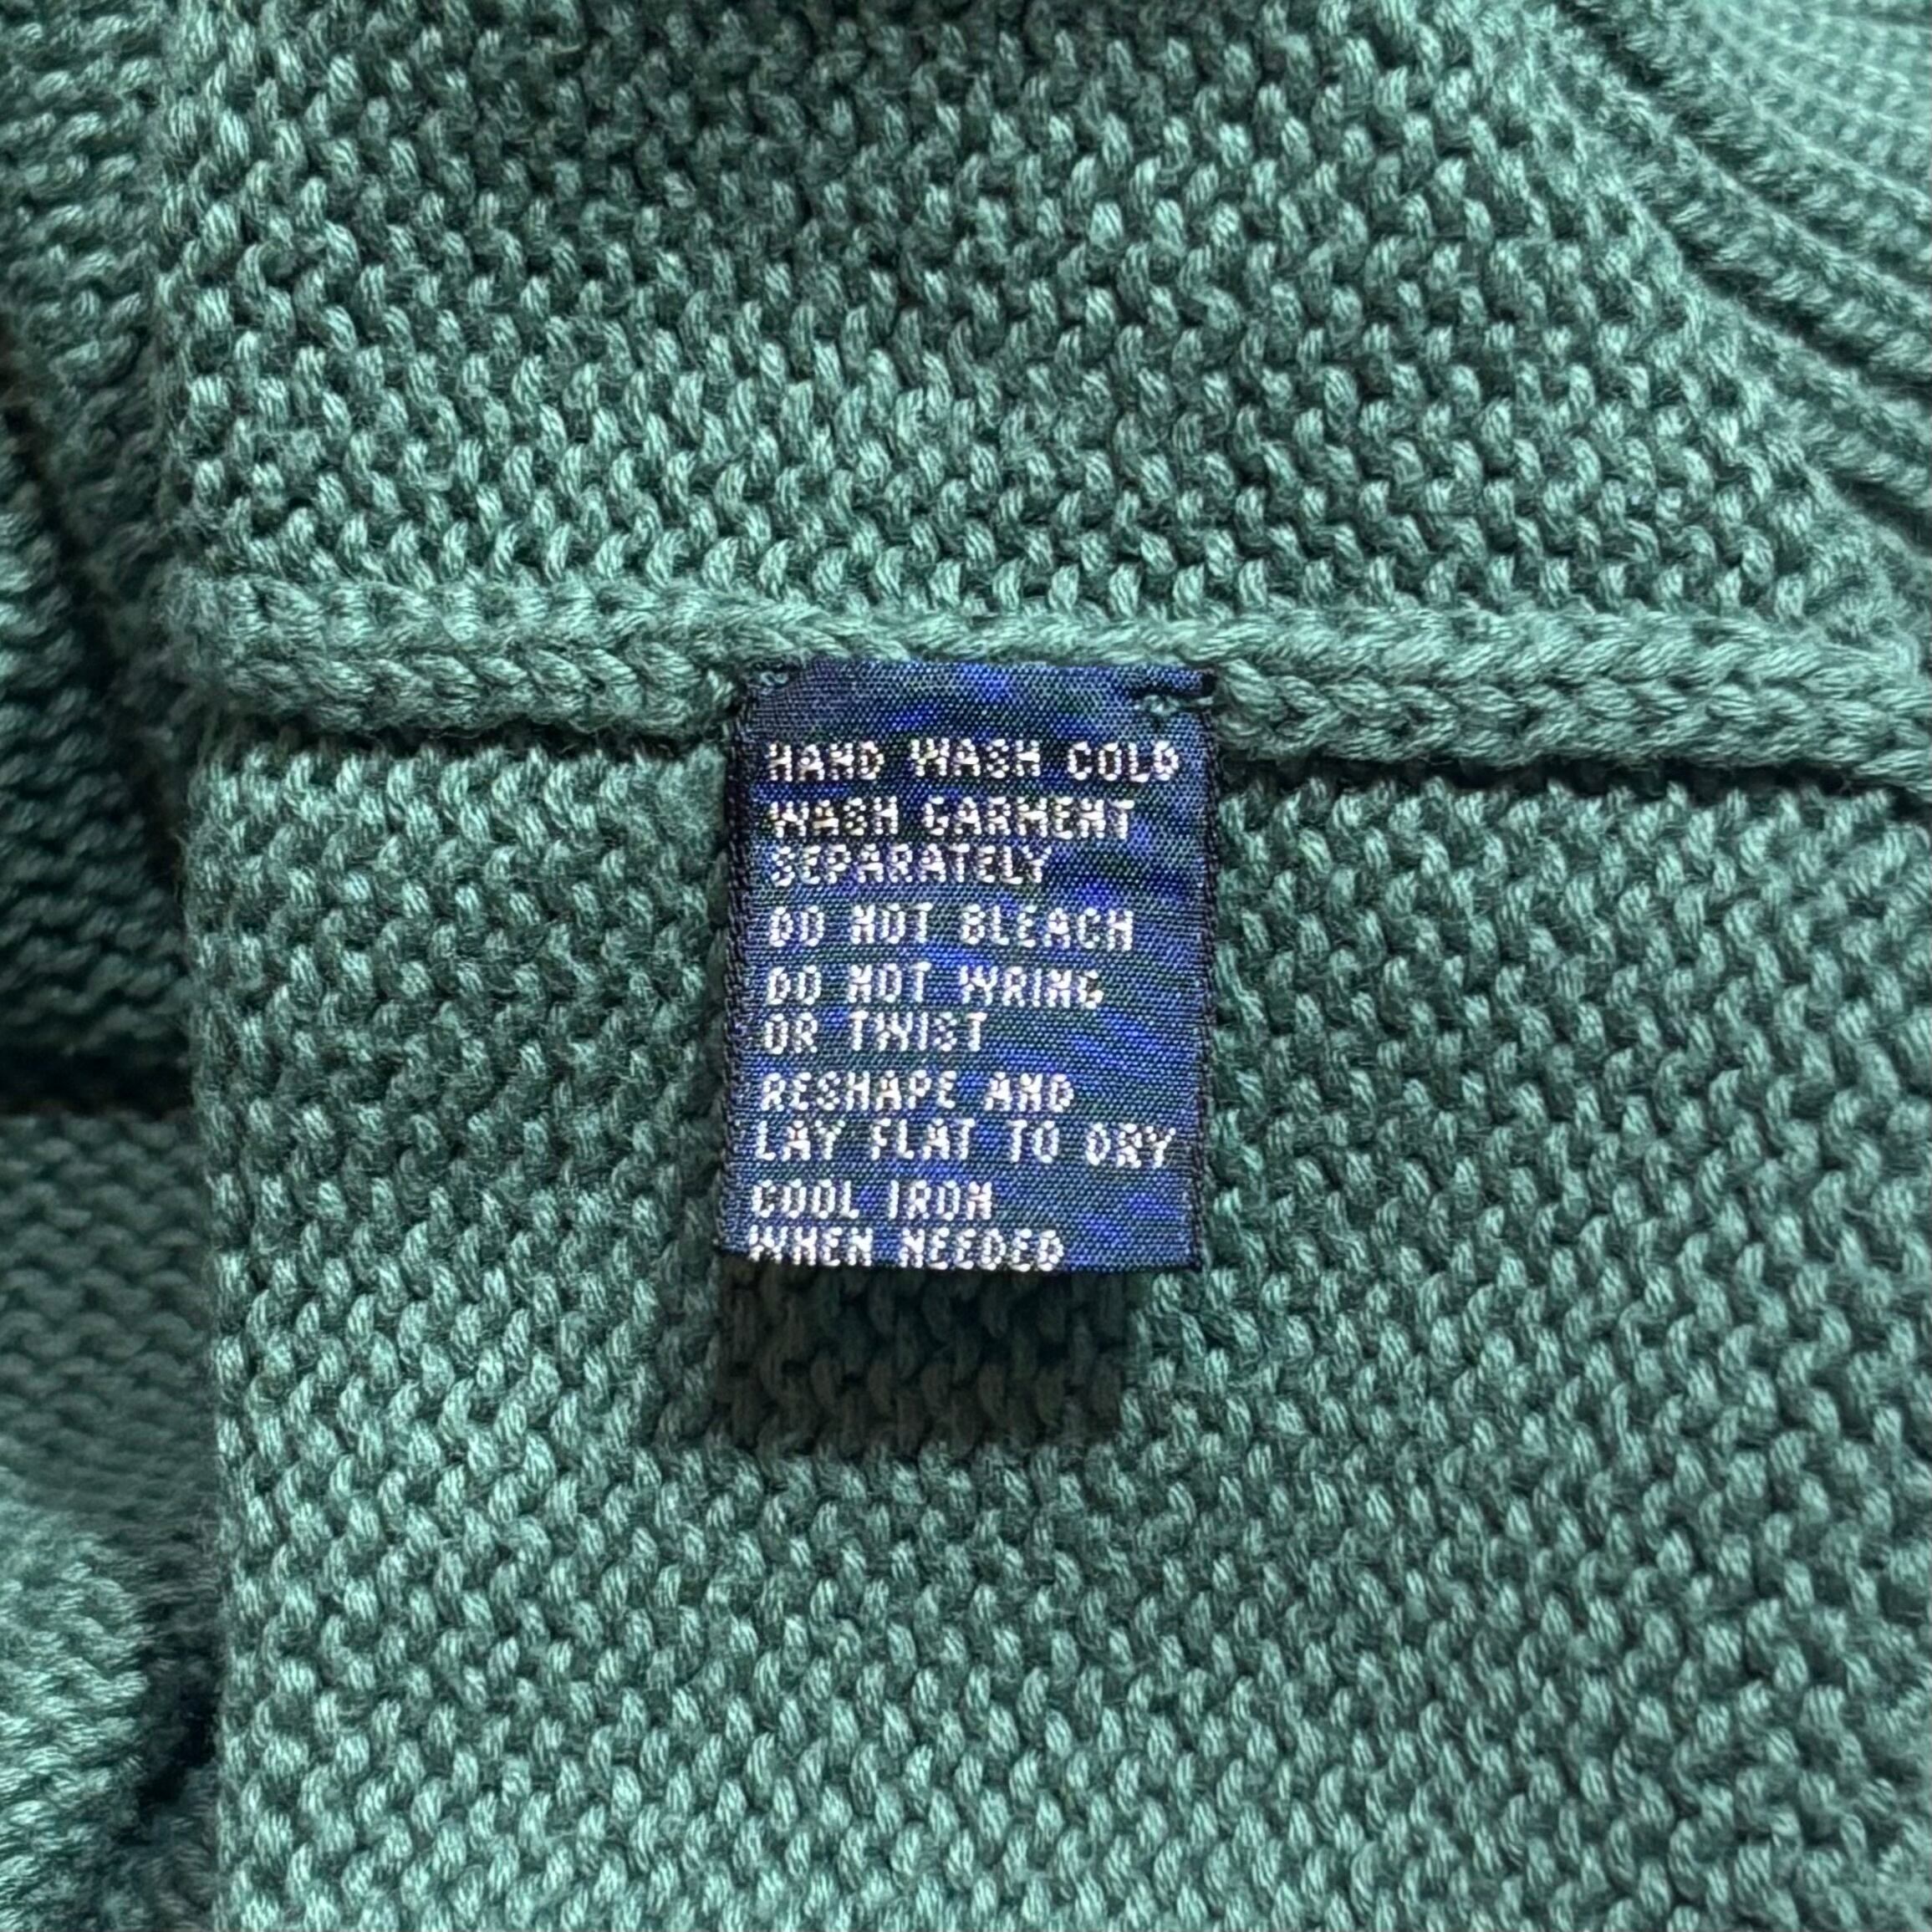 HAND WASH COLD
WASH GARMENT
SEPARATELY
DO NOT BLEACH
DO NOT WRING
OR TWIST
RESHAPE AND
LAY FLAT TO DRY
COOL IRON
WHEN NEEDED